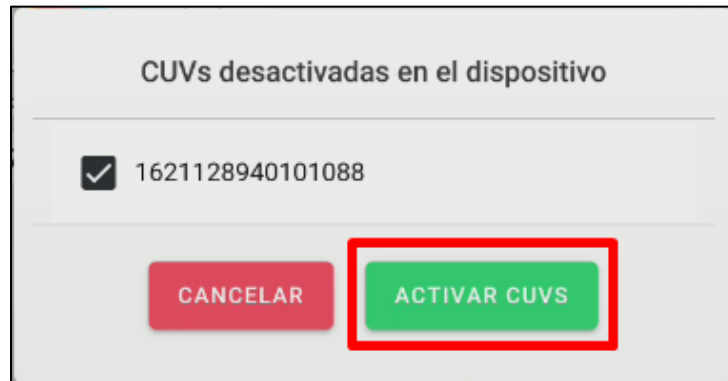 CUVs desactivadas en el dispositivo
1621128940101088
CANCELAR
ACTIVAR CUVS